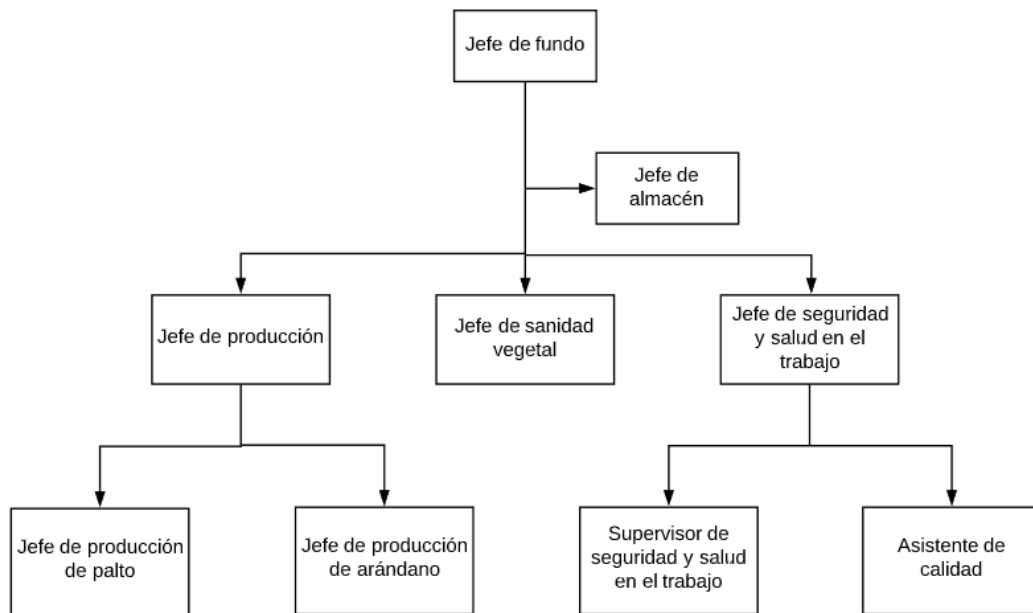 Jefe de fundo
Jefe de
almacén
Jefe de producción
Jefe de sanidad
vegetal
Jefe de seguridad
y salud en el
trabajo
Jefe de producción
de palto
Jefe de producción
de arándano
Supervisor de
seguridad y salud
en el trabajo
Asistente de
calidad